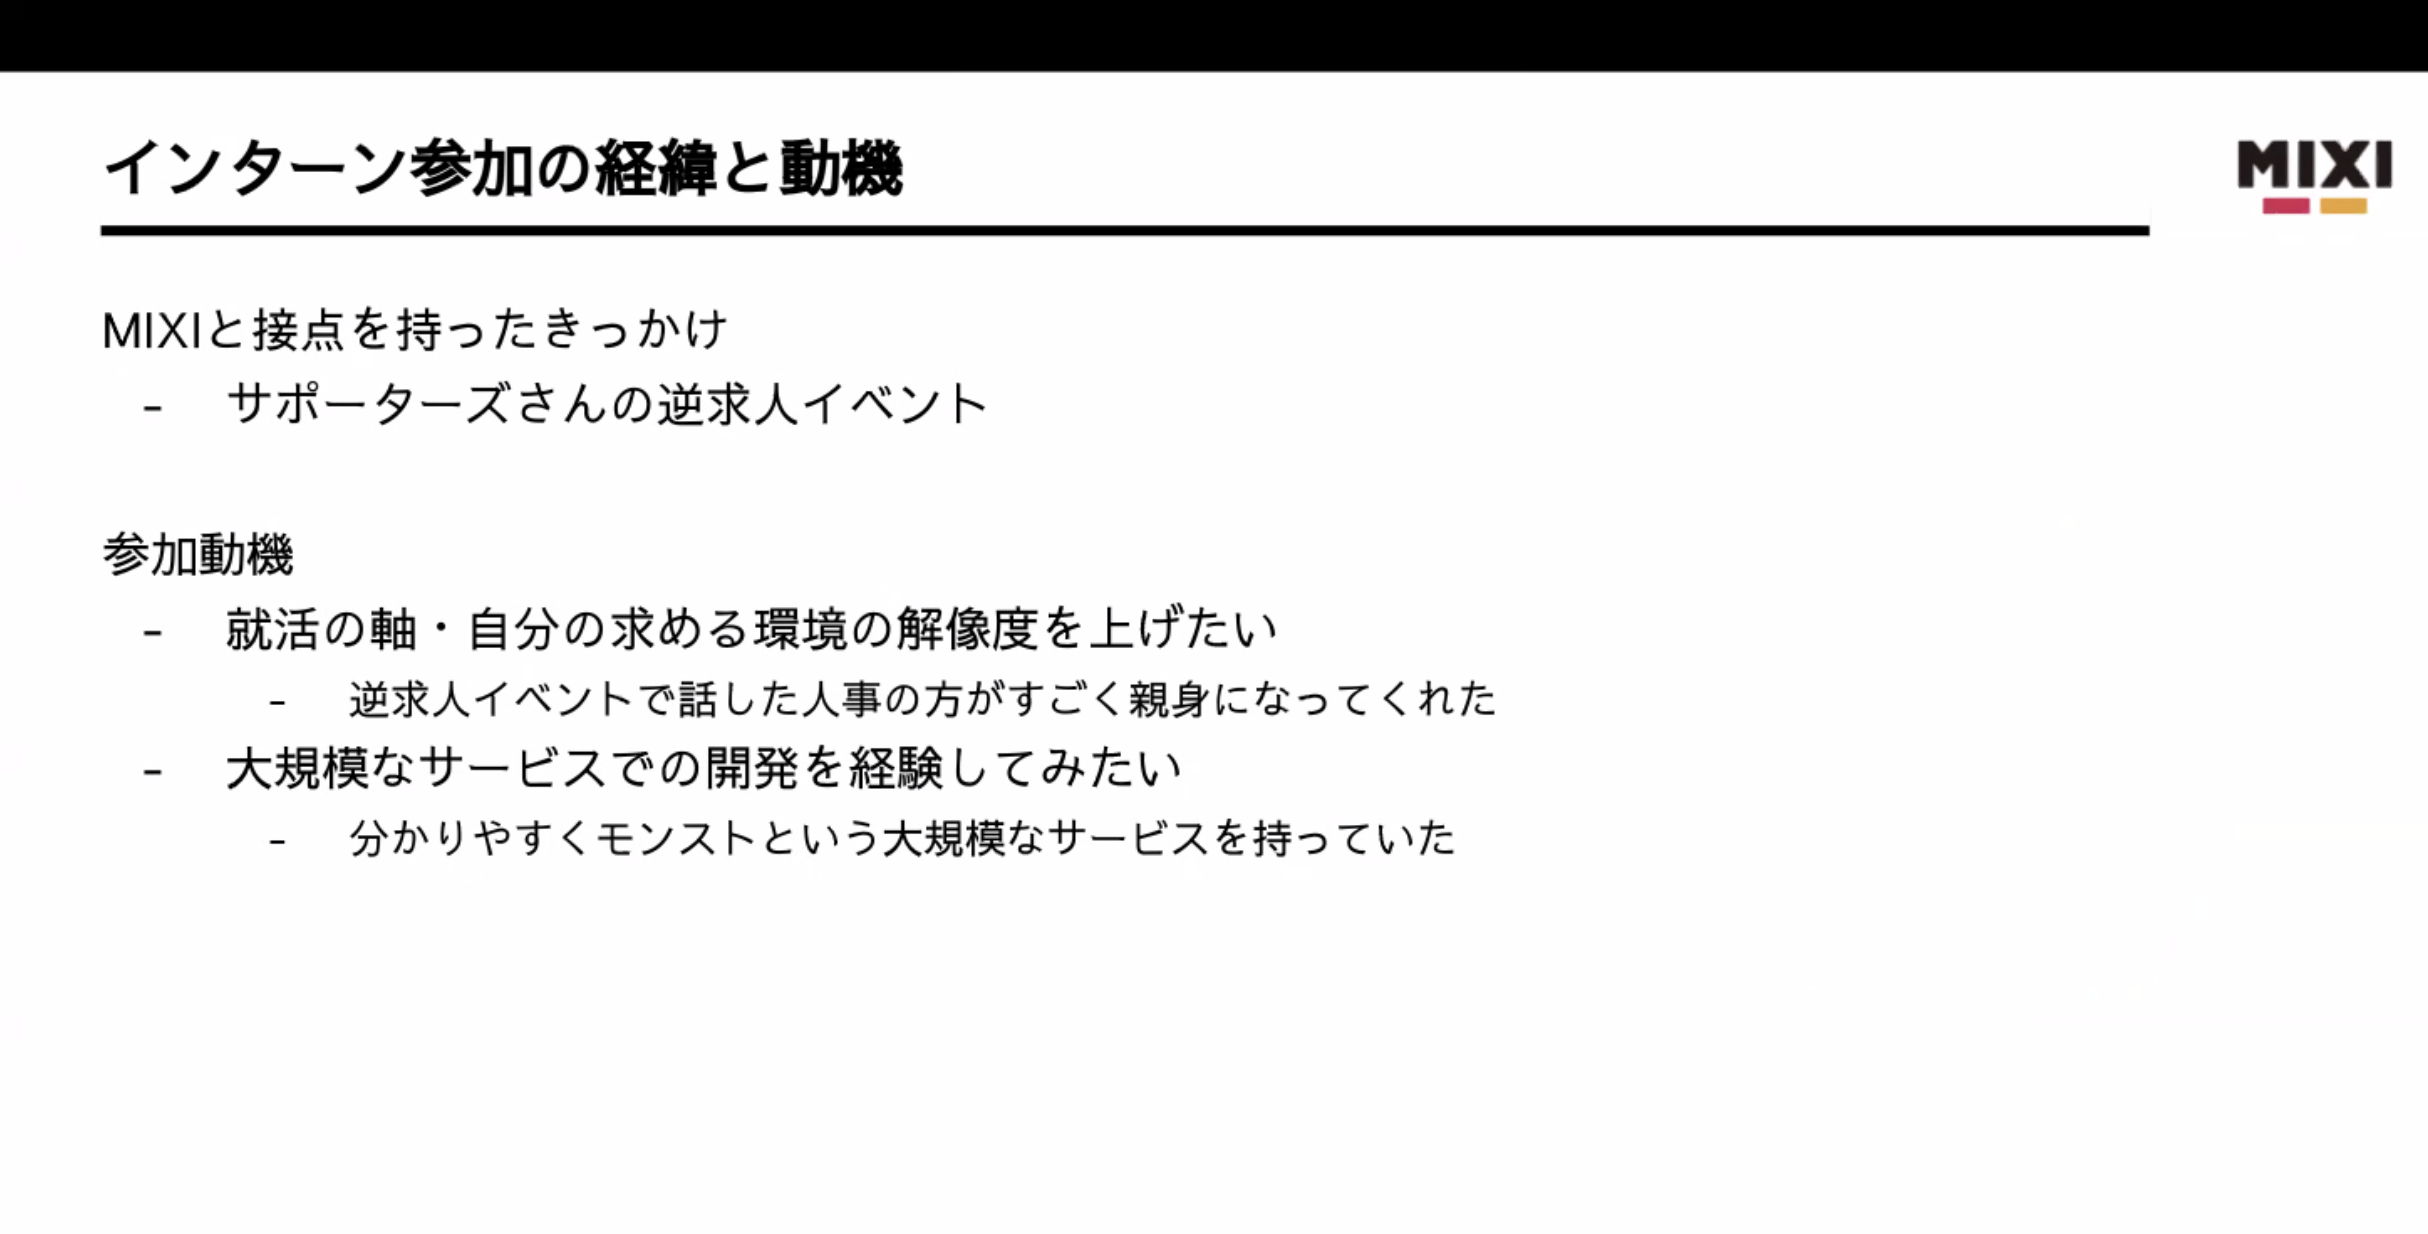 インターン参加の経緯と動機
MIXI
MIXIと接点を持ったきっかけ
- サポーターズさんの逆求人イベント
参加動機
- 就活の軸・自分の求める環境の解像度を上げたい
- 逆求人イベントで話した人事の方がすごく親身になってくれた
- 大規模なサービスでの開発を経験してみたい
- 分かりやすくモンストという大規模なサービスを持っていた